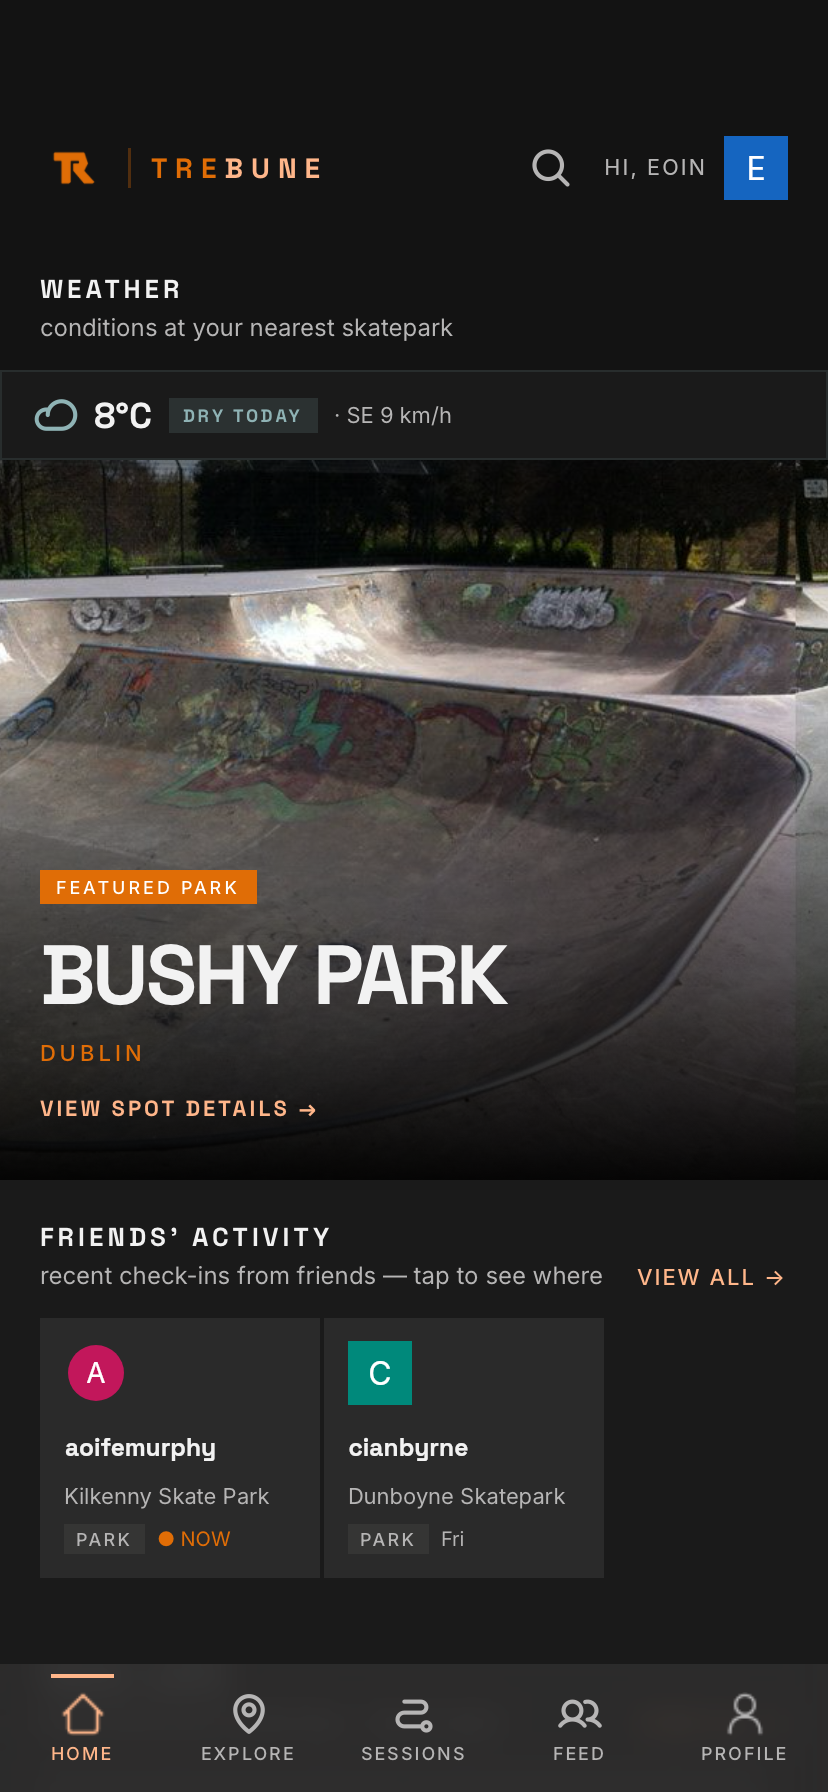 TR
TREBUNE
HI, EOIN
E
WEATHER
conditions at your nearest skatepark
8°C
DRY TODAY
· SE 9 km/h
FEATURED PARK
BUSHY PARK
DUBLIN
VIEW SPOT DETAILS →
FRIENDS’ ACTIVITY
recent check-ins from friends — tap to see where
VIEW ALL →
A
aoifemurphy
Kilkenny Skate Park
PARK
NOW
C
cianbyrne
Dunboyne Skatepark
PARK
Fri
HOME
EXPLORE
SESSIONS
FEED
PROFILE